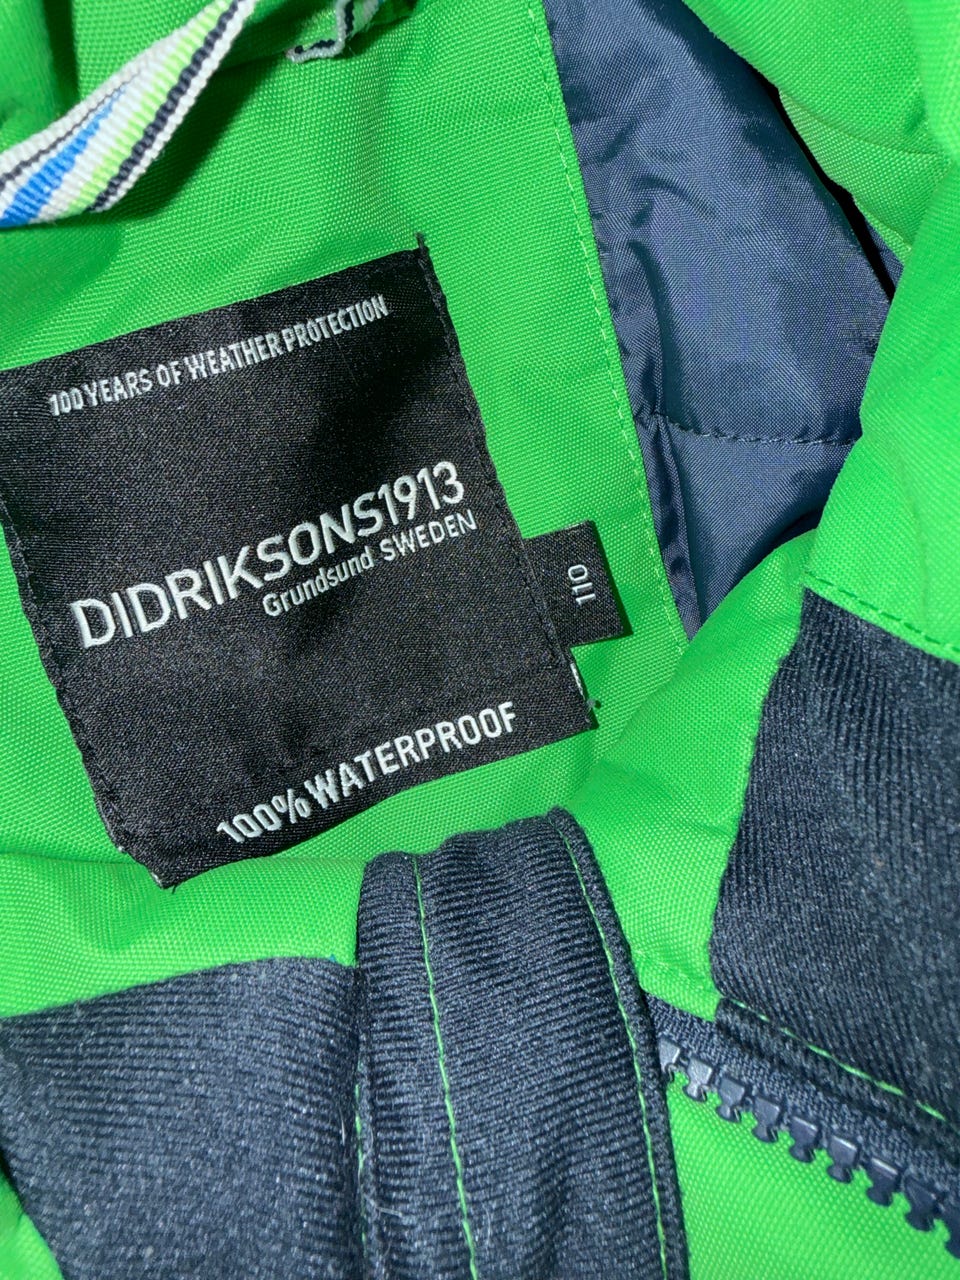 100 YEARS OF WEATHER PROTECTION
DIDRIKSONS1913
Grundsund SWEDEN
110
100% WATERPROOF